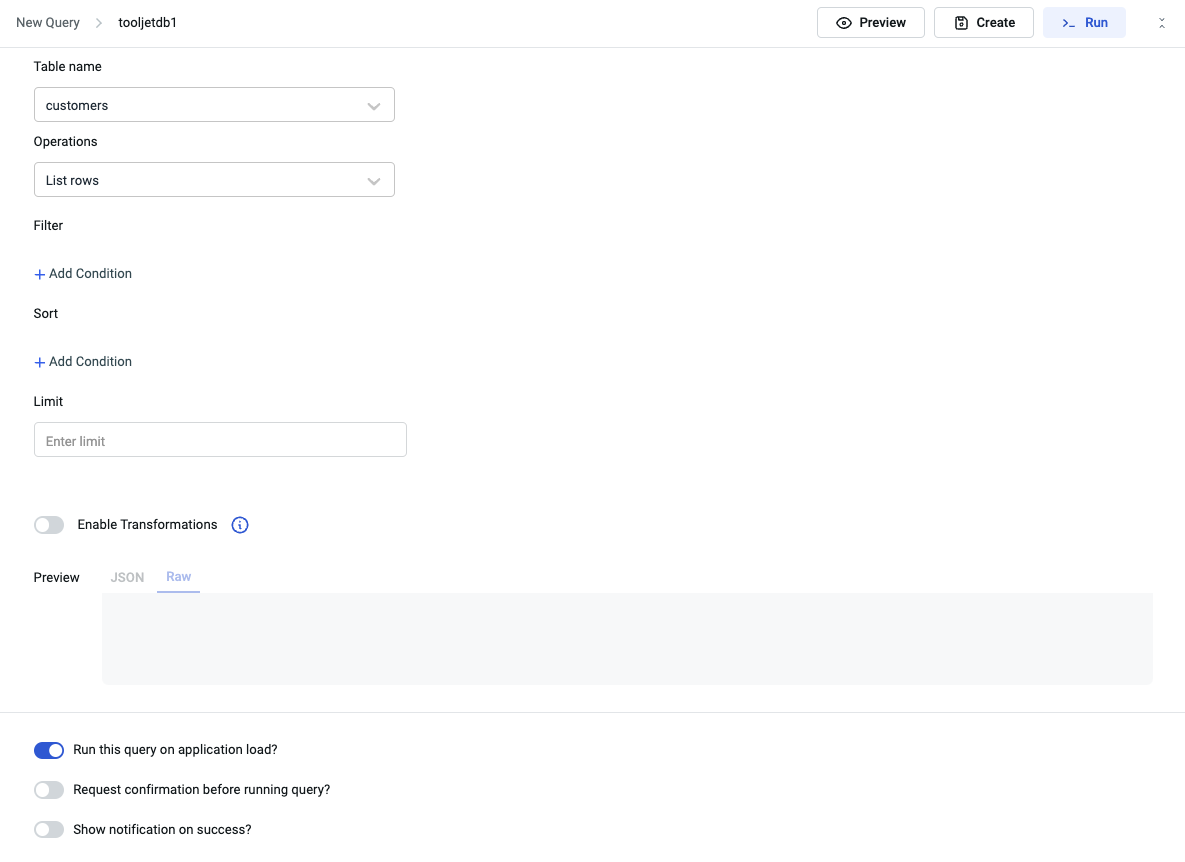 New Query > tooljetdb1 Preview Create >_ Run
Table name
customers
Operations
List rows
Filter
+ Add Condition
Sort
+ Add Condition
Limit
Enter limit
Enable Transformations
Preview JSON Raw
Run this query on application load?
Request confirmation before running query?
Show notification on success?